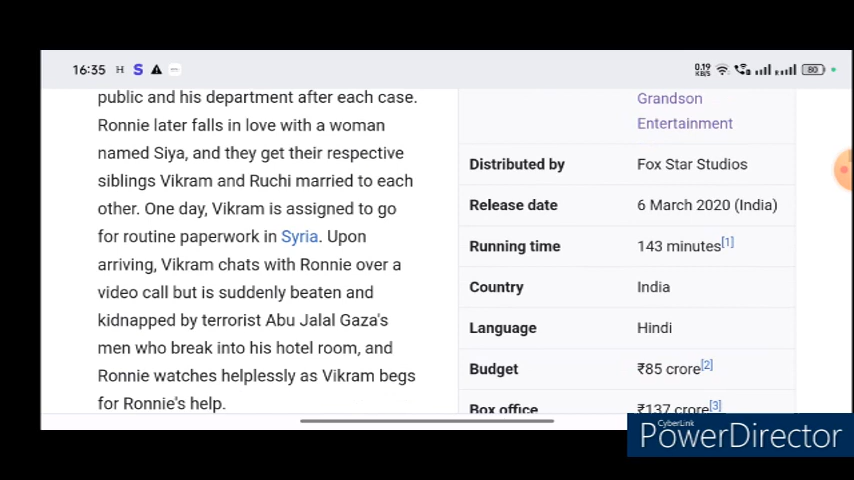 16:35 H S
0.19 KB/S 80
public and his department after each case.
Ronnie later falls in love with a woman
named Siya, and they get their respective
siblings Vikram and Ruchi married to each
other. One day, Vikram is assigned to go
for routine paperwork in Syria. Upon
arriving, Vikram chats with Ronnie over a
video call but is suddenly beaten and
kidnapped by terrorist Abu Jalal Gaza's
men who break into his hotel room, and
Ronnie watches helplessly as Vikram begs
for Ronnie's help.
Grandson
Entertainment
Distributed by Fox Star Studios
Release date 6 March 2020 (India)
Running time 143 minutes[1]
Country India
Language Hindi
Budget ₹85 crore[2]
Box office ₹137 crore[3]
CyberLink
PowerDirector